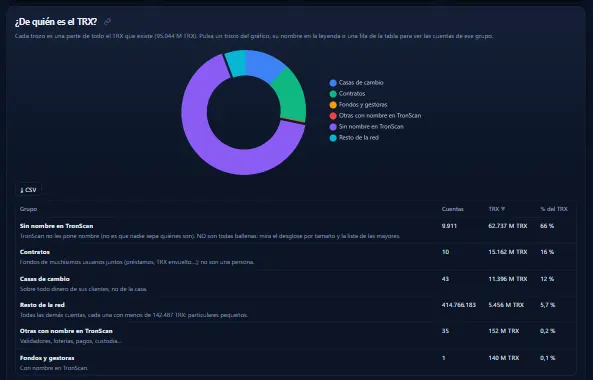 ¿De quién es el TRX?
Cada trozo es una parte de todo el TRX que existe (95.044 M TRX). Pulsa un trozo del gráfico, su nombre en la leyenda o una fila de la tabla para ver las cuentas de ese grupo.
Casas de cambio
Contratos
Fondos y gestoras
Otras con nombre en TronScan
Sin nombre en TronScan
Resto de la red
↓ CSV
Grupo Cuentas TRX ▼ % del TRX
Sin nombre en TronScan 9.911 62.737 M TRX 66 %
TronScan no les pone nombre (no es que nadie sepa quiénes son). NO son todas ballenas: mira el desglose por tamaño y la lista de las mayores.
Contratos 10 15.162 M TRX 16 %
Fondos de muchísimos usuarios juntos (préstamos, TRX envuelto...); no son una persona.
Casas de cambio 43 11.396 M TRX 12 %
Sobre todo dinero de sus clientes, no de la casa.
Resto de la red 414.766.183 5.456 M TRX 5,7 %
Todas las demás cuentas, cada una con menos de 142.487 TRX: particulares pequeños.
Otras con nombre en TronScan 35 152 M TRX 0,2 %
Validadores, loterías, pagos, custodia...
Fondos y gestoras 1 140 M TRX 0,1 %
Con nombre en TronScan.